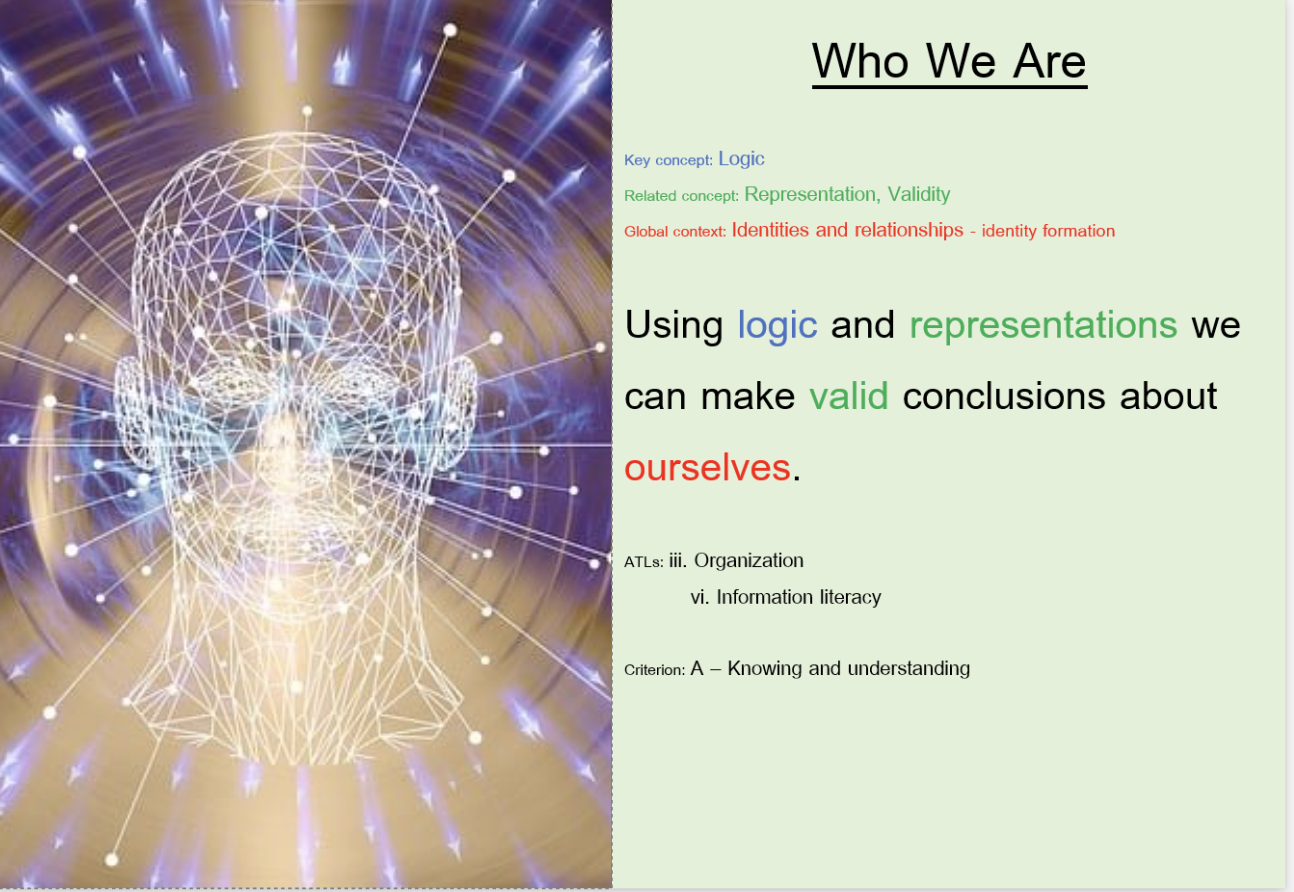 Who We Are
Key concept: Logic
Related concept: Representation, Validity
Global context: Identities and relationships - identity formation
Using logic and representations we
can make valid conclusions about
ourselves.
ATLs: iii. Organization
vi. Information literacy
Criterion: A – Knowing and understanding